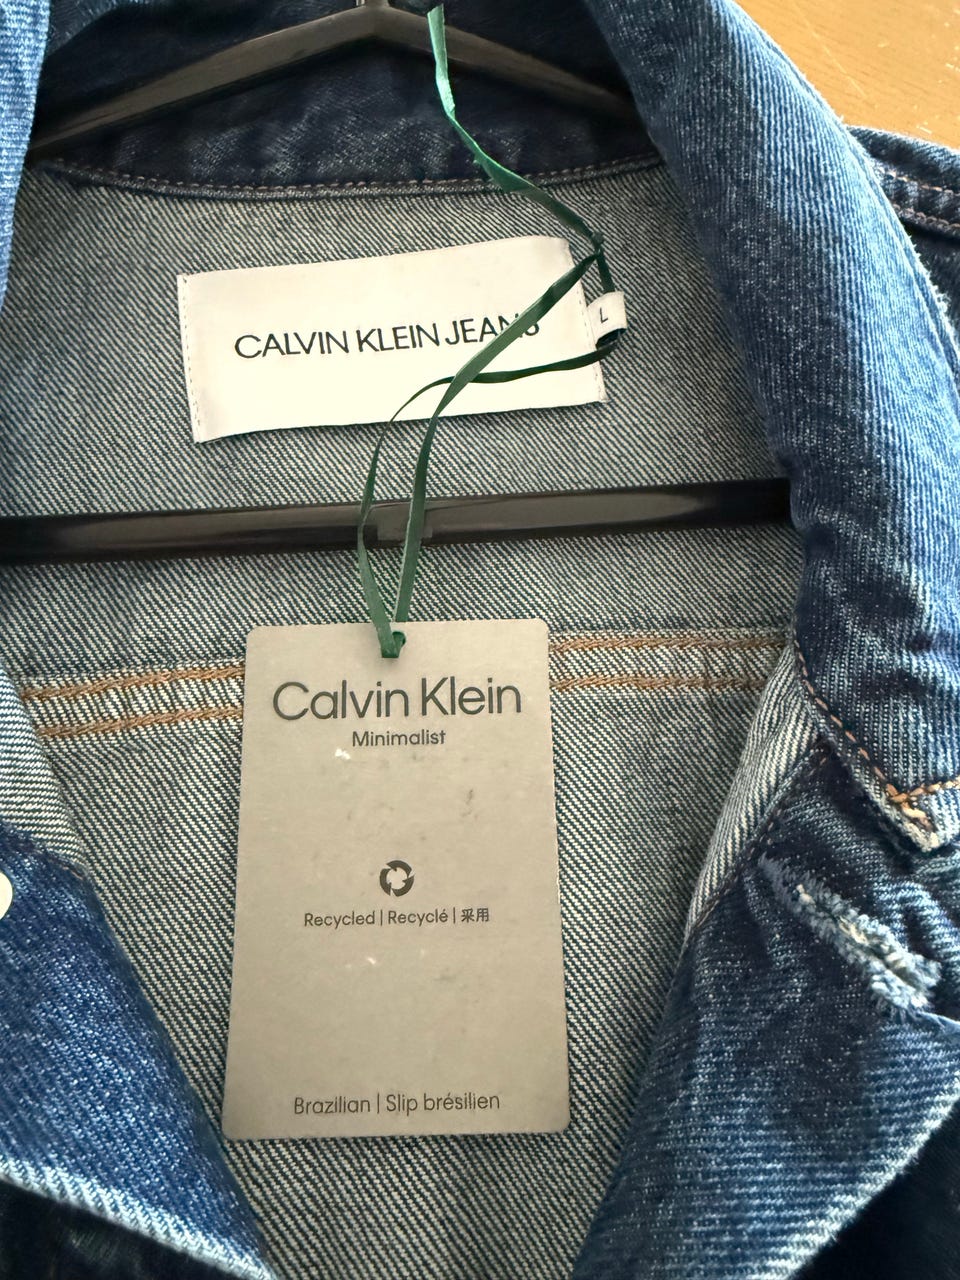 CALVIN KLEIN JEANS
L
Calvin Klein
Minimalist
Recycled | Recyclé | 采用
Brazilian | Slip brésilien